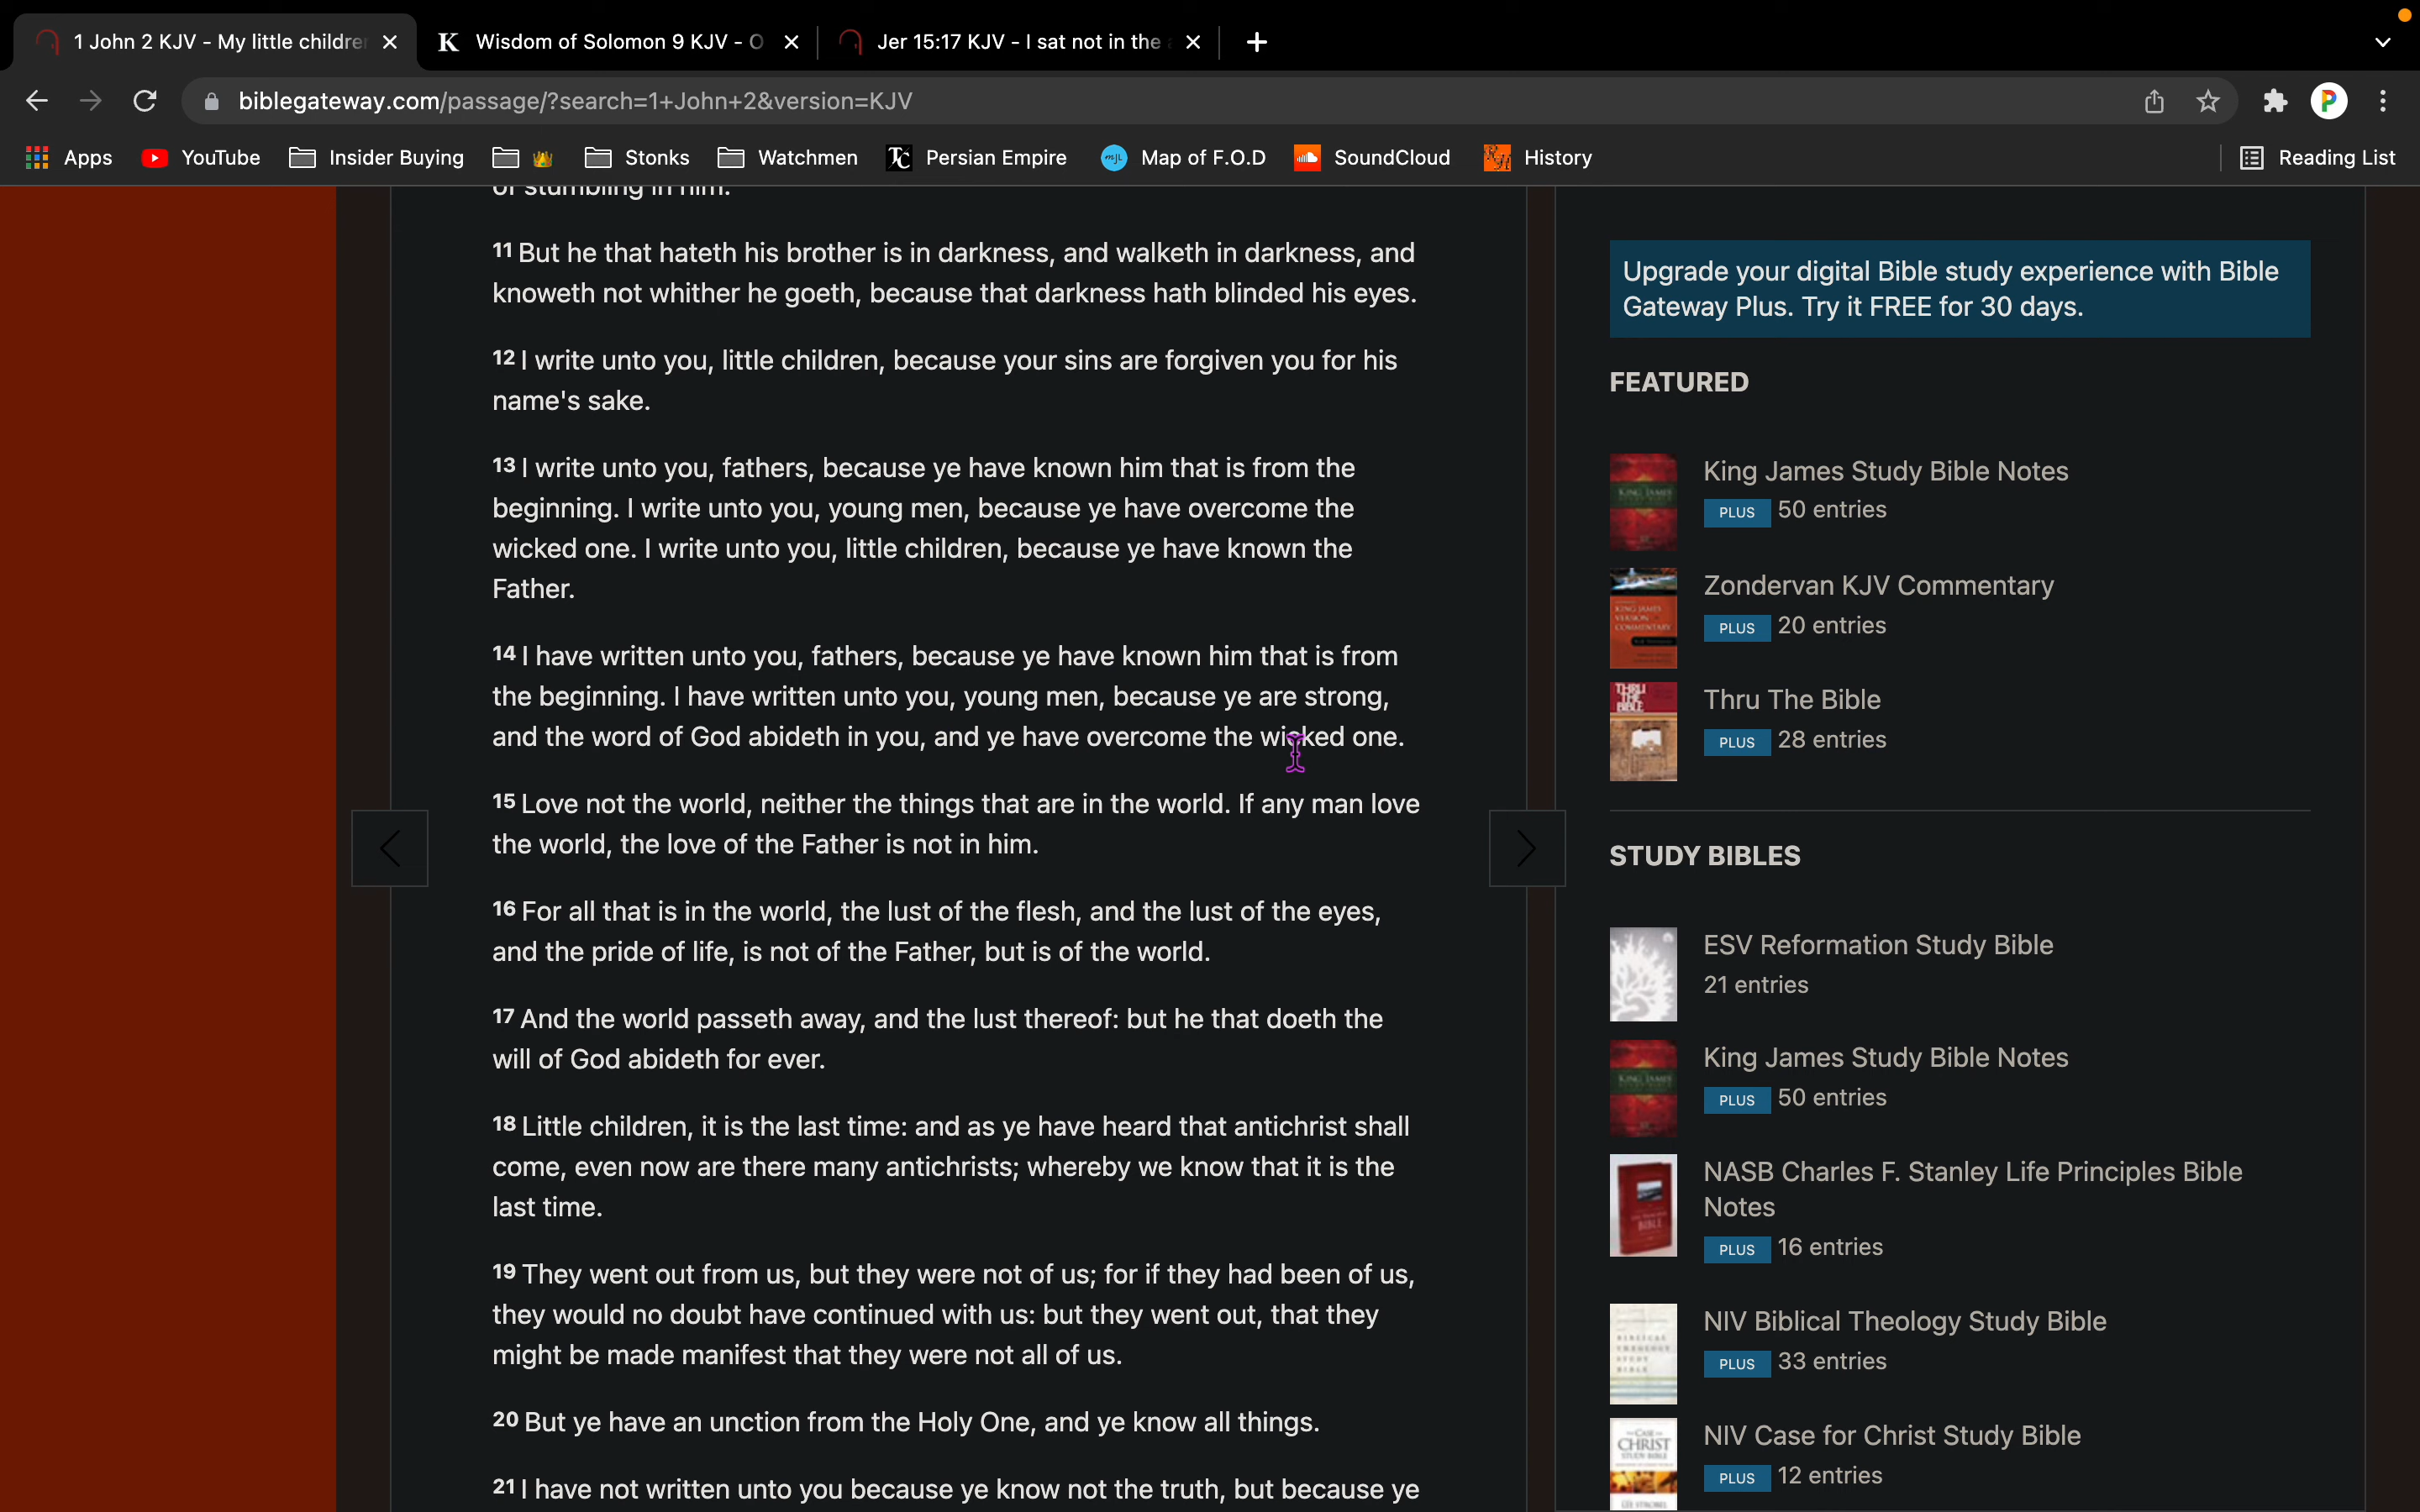 1 John 2 KJV - My little childre
Wisdom of Solomon 9 KJV - O
Jer 15:17 KJV - I sat not in the
biblegateway.com/passage/?search=1+John+2&version=KJV
Apps
YouTube
Insider Buying
Stonks
Watchmen
Persian Empire
Map of F.O.D
SoundCloud
History
Reading List
of stumbling in him.
11 But he that hateth his brother is in darkness, and walketh in darkness, and
knoweth not whither he goeth, because that darkness hath blinded his eyes.
12 I write unto you, little children, because your sins are forgiven you for his
name's sake.
13 I write unto you, fathers, because ye have known him that is from the
beginning. I write unto you, young men, because ye have overcome the
wicked one. I write unto you, little children, because ye have known the
Father.
14 I have written unto you, fathers, because ye have known him that is from
the beginning. I have written unto you, young men, because ye are strong,
and the word of God abideth in you, and ye have overcome the wicked one.
15 Love not the world, neither the things that are in the world. If any man love
the world, the love of the Father is not in him.
16 For all that is in the world, the lust of the flesh, and the lust of the eyes,
and the pride of life, is not of the Father, but is of the world.
17 And the world passeth away, and the lust thereof: but he that doeth the
will of God abideth for ever.
18 Little children, it is the last time: and as ye have heard that antichrist shall
come, even now are there many antichrists; whereby we know that it is the
last time.
19 They went out from us, but they were not of us; for if they had been of us,
they would no doubt have continued with us: but they went out, that they
might be made manifest that they were not all of us.
20 But ye have an unction from the Holy One, and ye know all things.
21 I have not written unto you because ye know not the truth, but because ye
Upgrade your digital Bible study experience with Bible
Gateway Plus. Try it FREE for 30 days.
FEATURED
King James Study Bible Notes
PLUS 50 entries
Zondervan KJV Commentary
PLUS 20 entries
Thru The Bible
PLUS 28 entries
STUDY BIBLES
ESV Reformation Study Bible
21 entries
King James Study Bible Notes
PLUS 50 entries
NASB Charles F. Stanley Life Principles Bible
Notes
PLUS 16 entries
NIV Biblical Theology Study Bible
PLUS 33 entries
NIV Case for Christ Study Bible
PLUS 12 entries